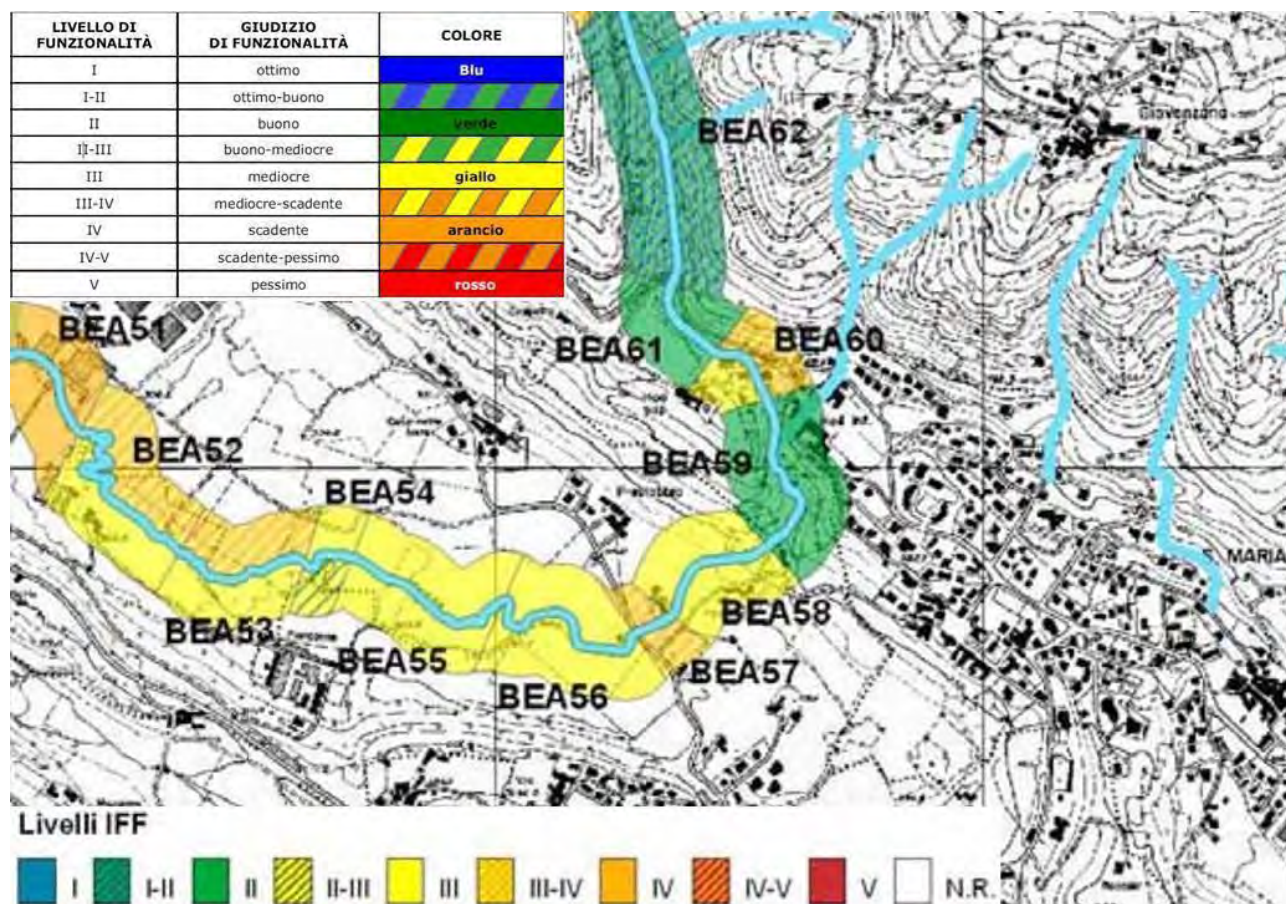 LIVELLO DI FUNZIONALITÀ GIUDIZIO DI FUNZIONALITÀ COLORE
I ottimo Blu
I-II ottimo-buono
II buono verde
II-III buono-mediocre
III mediocre giallo
III-IV mediocre-scadente
IV scadente arancio
IV-V scadente-pessimo
V pessimo rosso
BEA62
BEA51
BEA61
BEA60
BEA52
BEA59
BEA54
BEA53
BEA55
BEA58
BEA57
BEA56
S. MARIA
Livelli IFF
I I-II II II-III III III-IV IV IV-V V N.R.